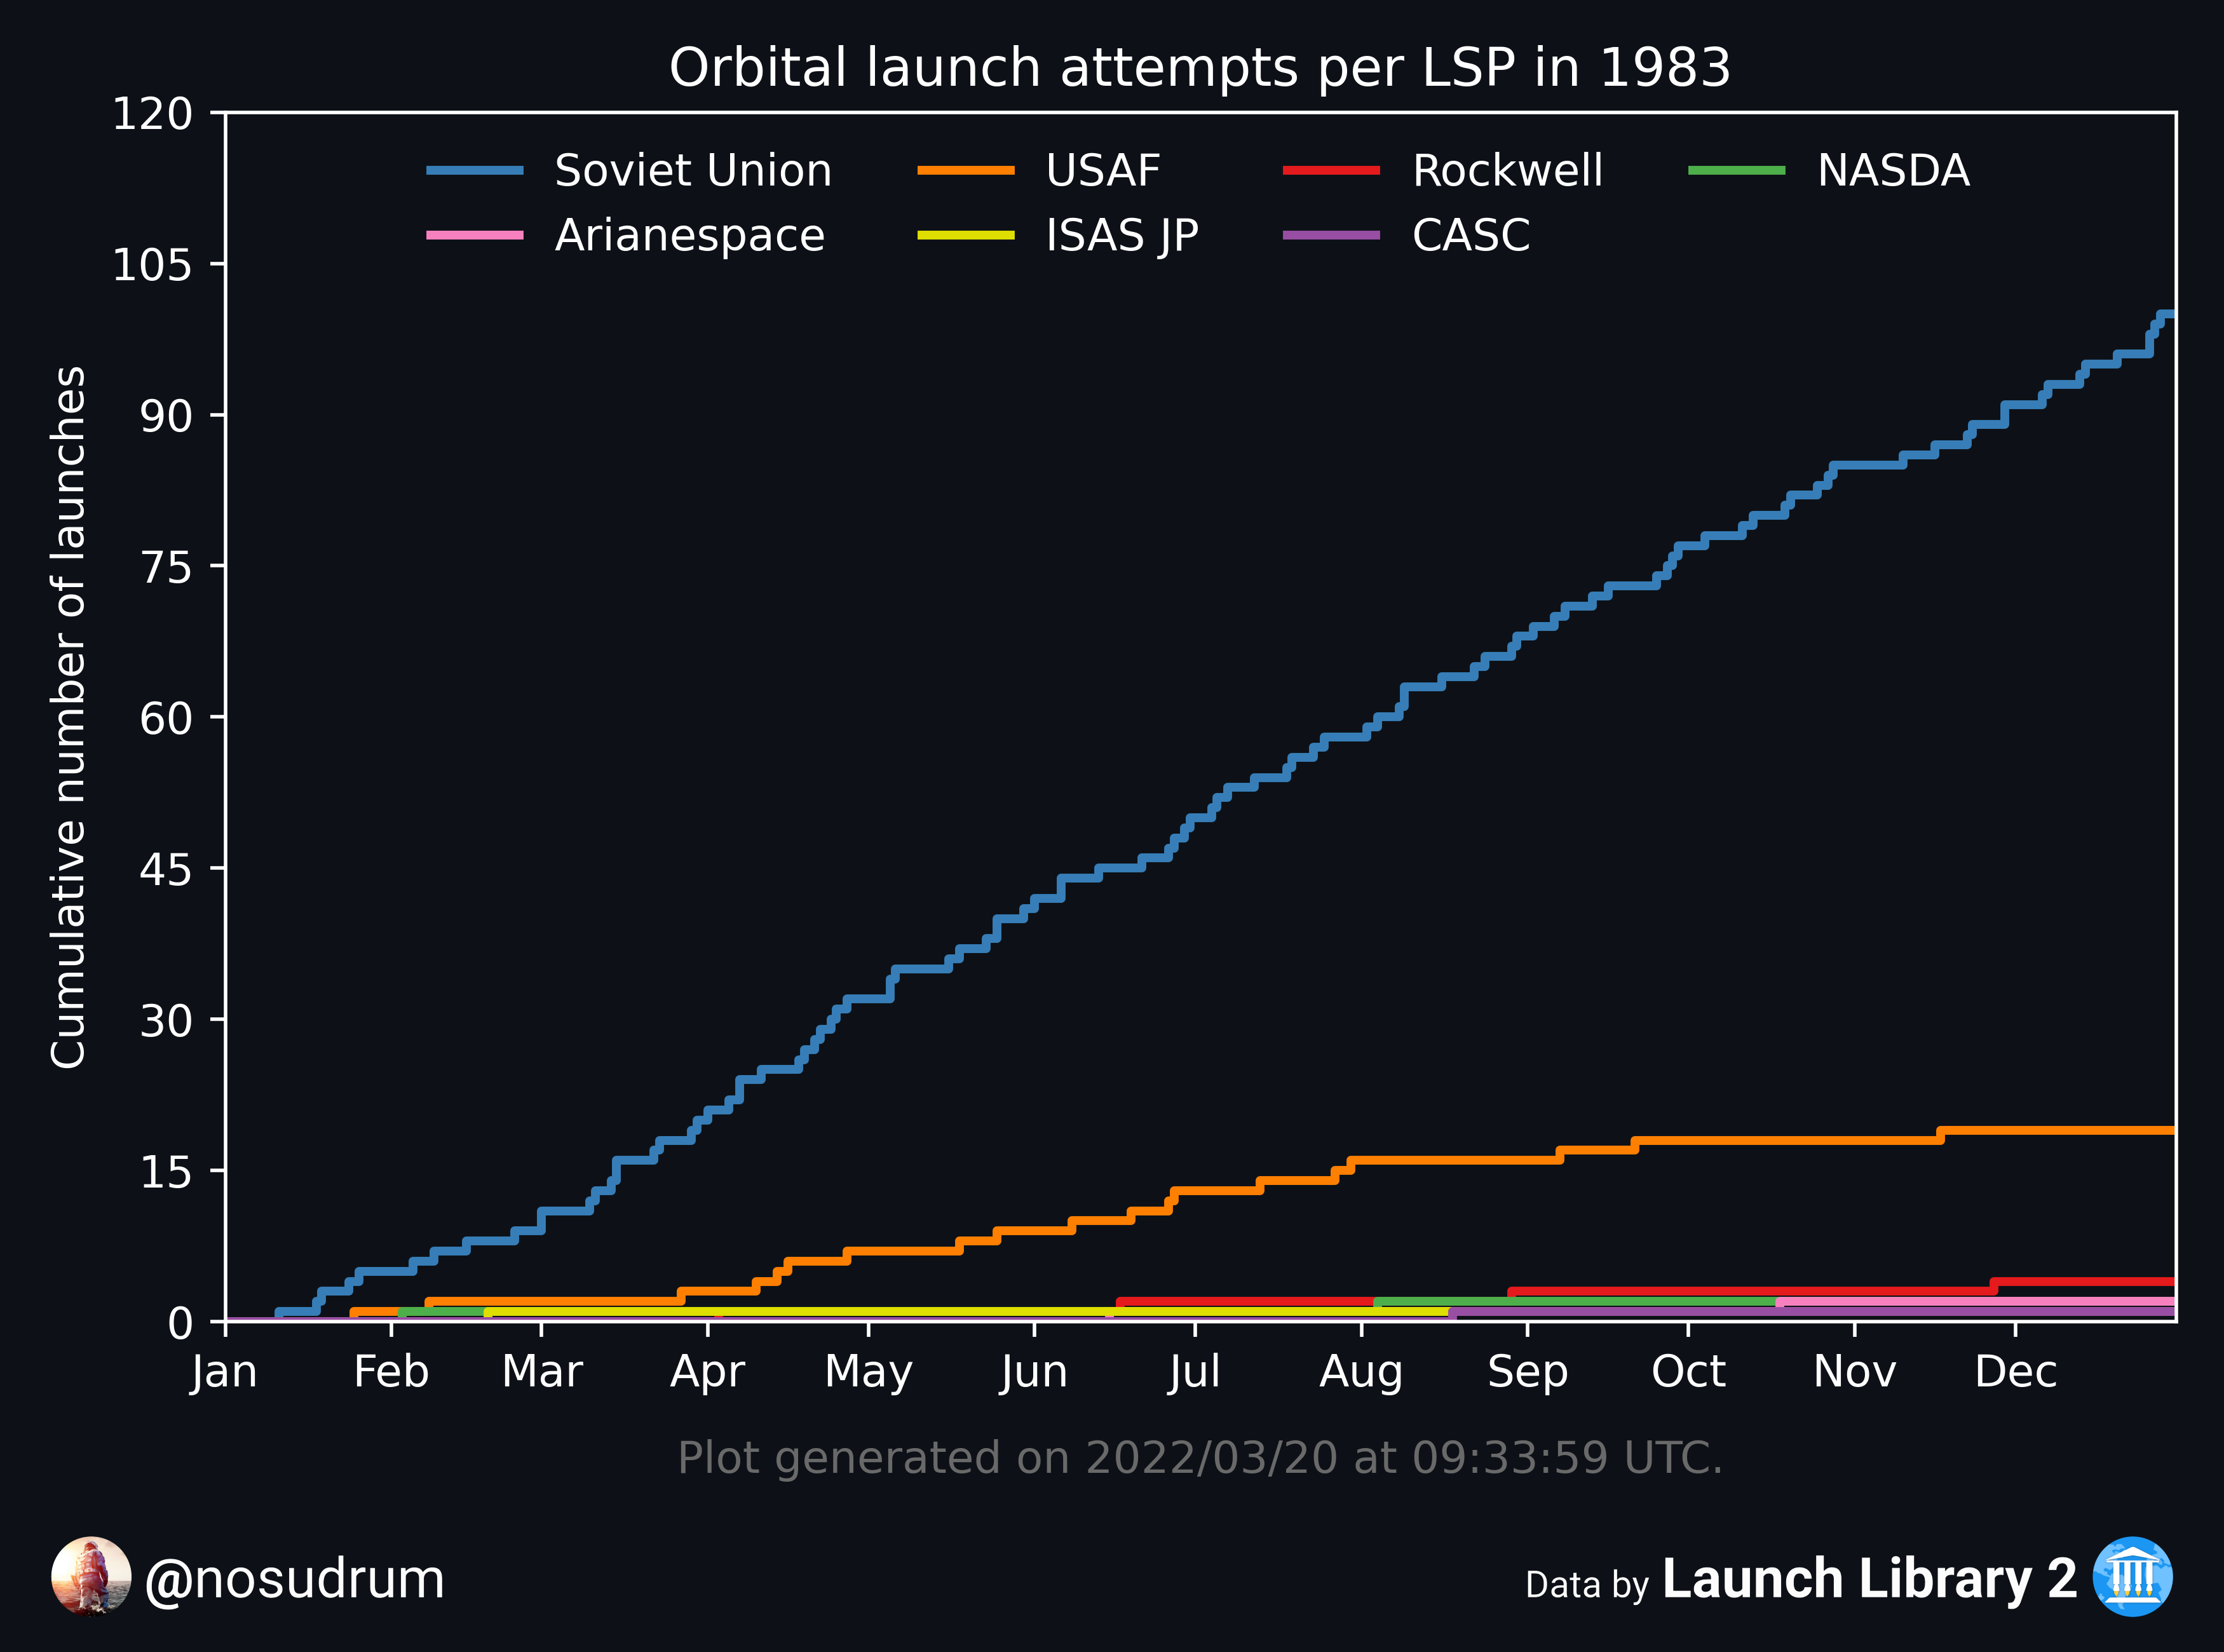 Orbital launch attempts per LSP in 1983
120
105
90
75
60
45
30
15
0
Cumulative number of launches
Soviet Union
USAF
Rockwell
NASDA
Arianespace
ISAS JP
CASC
Jan Feb Mar Apr May Jun Jul Aug Sep Oct Nov Dec
Plot generated on 2022/03/20 at 09:33:59 UTC.
@nosudrum
Data by Launch Library 2